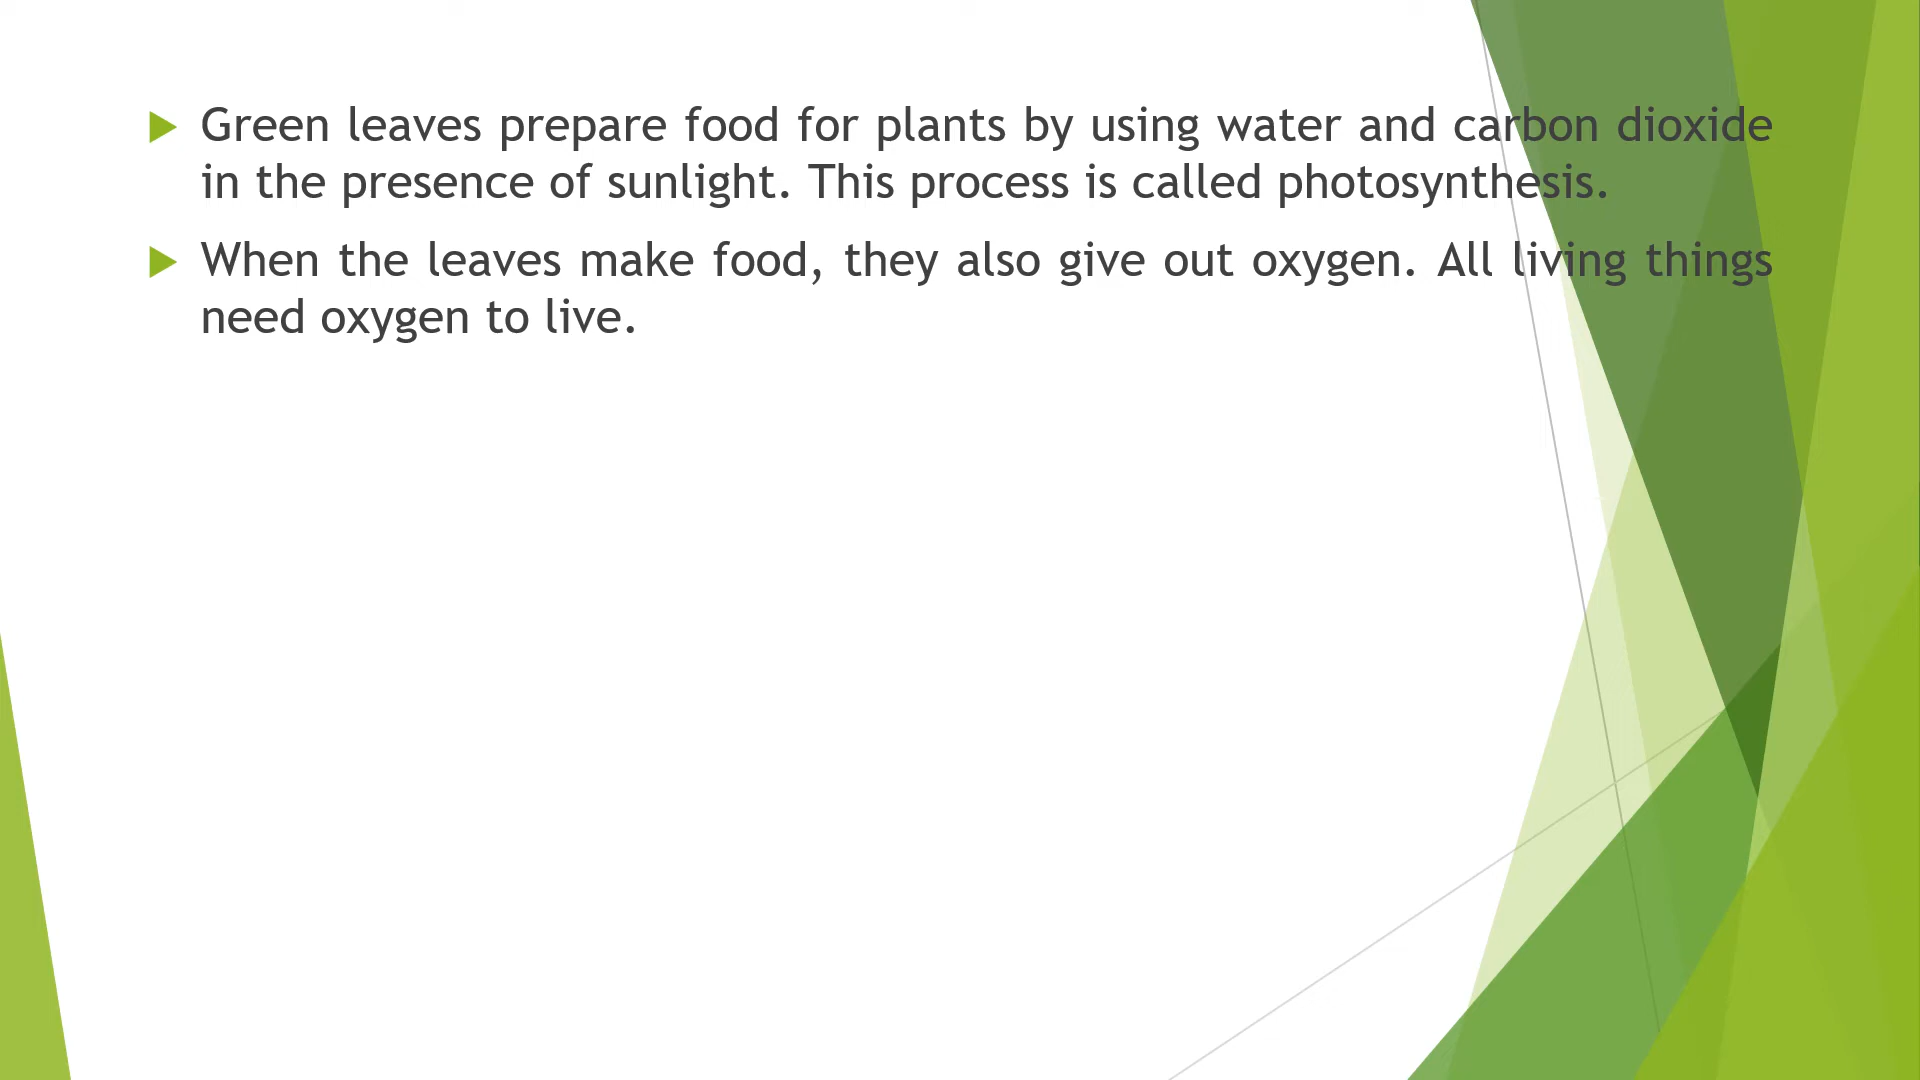 Green leaves prepare food for plants by using water and carbon dioxide
in the presence of sunlight. This process is called photosynthesis.
When the leaves make food, they also give out oxygen. All living things
need oxygen to live.